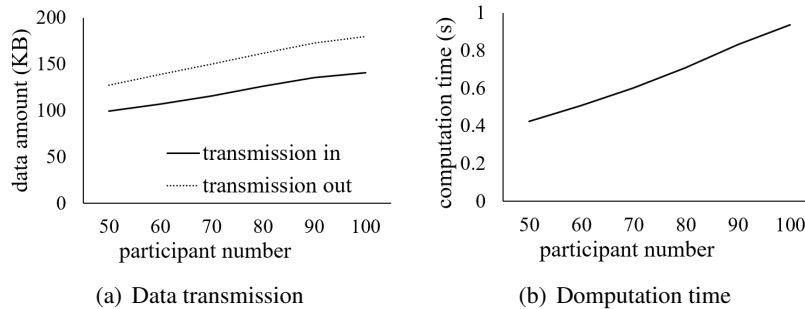 data amount (KB)
200
150
100
50
0
transmission in
transmission out
50 60 70 80 90 100
participant number
(a) Data transmission
computation time (s)
1
0.8
0.6
0.4
0.2
0
50 60 70 80 90 100
participant number
(b) Domputation time